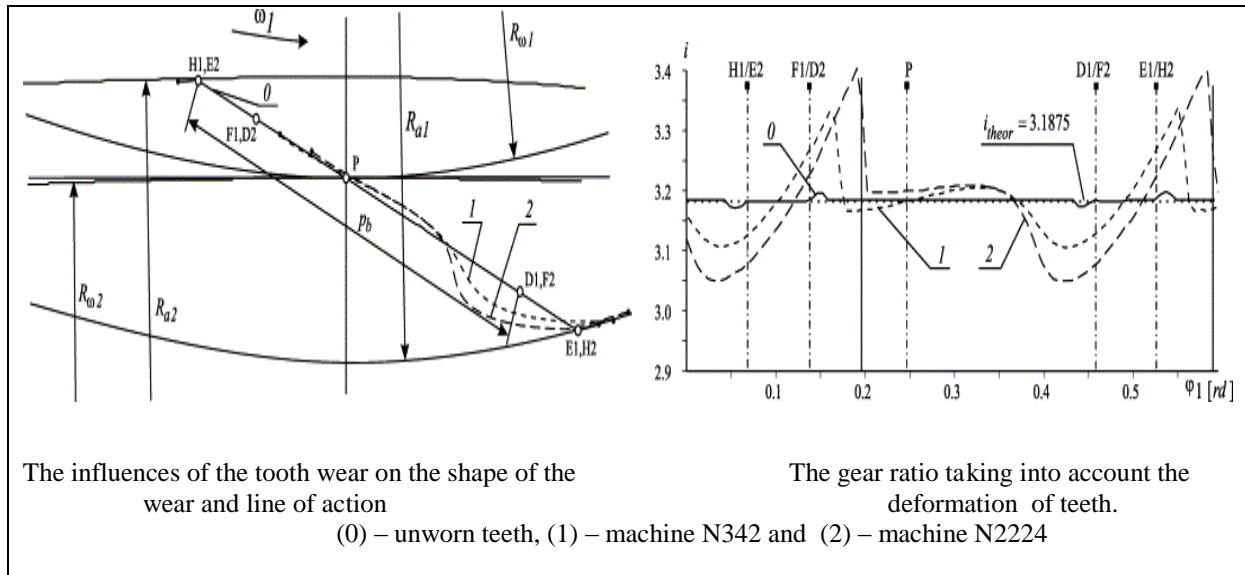 ω1
H1,E2
0
F1,D2
Rω1
Ra1
P
pb
1
2
Rω2
Ra2
D1,F2
E1,H2
i
3.4
3.3
3.2
3.1
3.0
2.9
H1/E2
F1/D2
P
D1/F2
E1/H2
0
itheor = 3.1875
1
2
0.1
0.2
0.3
0.4
0.5
φ1 [rd]
The influences of the tooth wear on the shape of the
wear and line of action
The gear ratio taking into account the
deformation of teeth.
(0) – unworn teeth, (1) – machine N342 and (2) – machine N2224